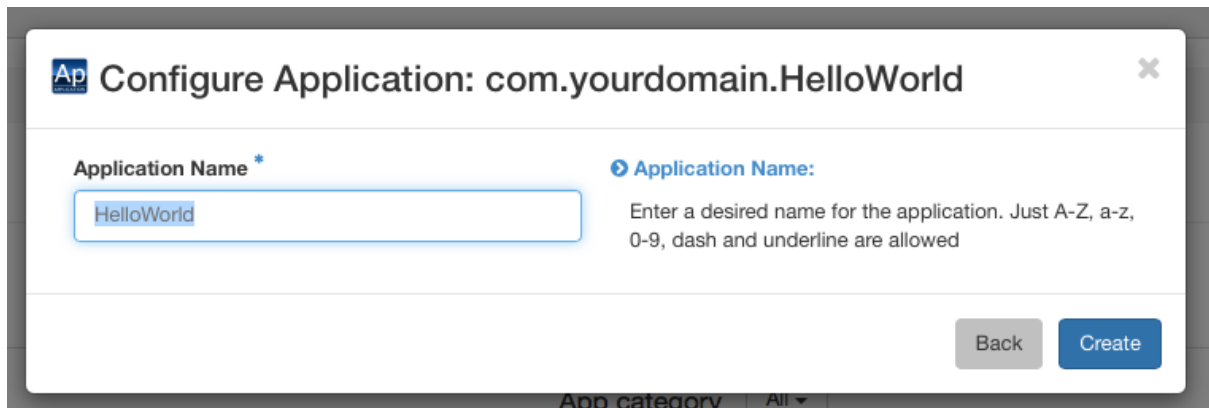 Ap
Configure Application: com.yourdomain.HelloWorld
×
Application Name *
HelloWorld
Application Name:
Enter a desired name for the application. Just A-Z, a-z,
0-9, dash and underline are allowed
Back
Create
App category
All